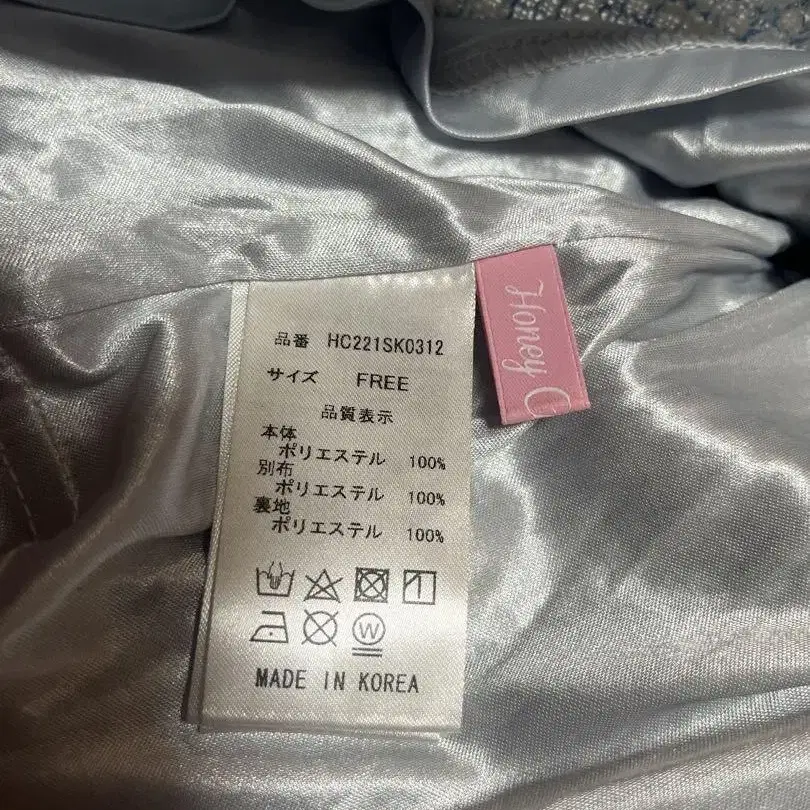 品番 HC221SK0312
サイズ FREE
品質表示
本体
ポリエステル 100%
別布
ポリエステル 100%
裏地
ポリエステル 100%
W
MADE IN KOREA
Honey C